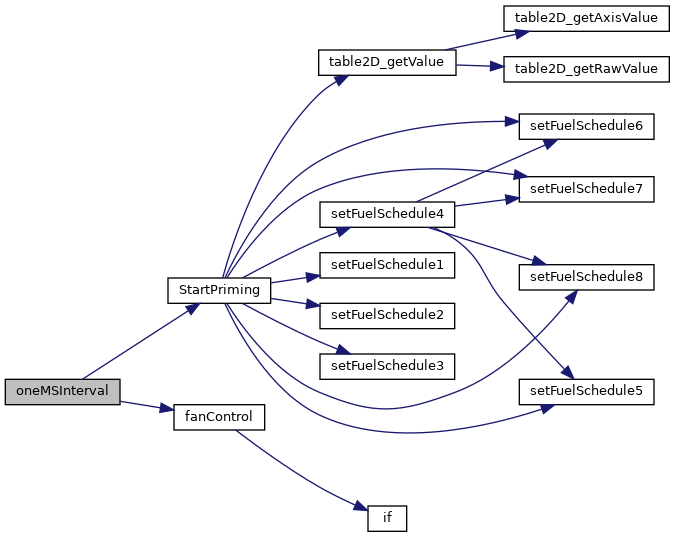 table2D_getAxisValue
table2D_getValue
table2D_getRawValue
setFuelSchedule6
setFuelSchedule7
setFuelSchedule4
setFuelSchedule1
setFuelSchedule8
StartPriming
setFuelSchedule2
setFuelSchedule3
oneMSInterval
setFuelSchedule5
fanControl
if